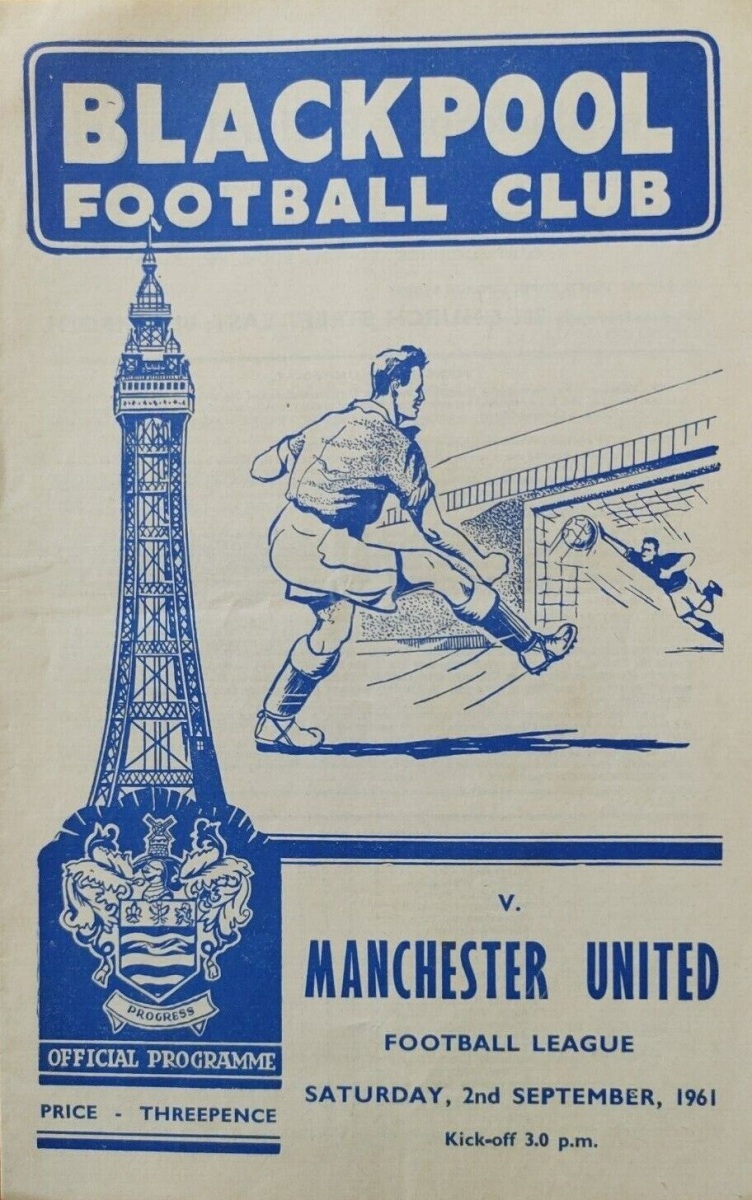 BLACKPOOL
FOOTBALL CLUB
V.
MANCHESTER UNITED
FOOTBALL LEAGUE
SATURDAY, 2nd SEPTEMBER, 1961
Kick-off 3.0 p.m.
PROGRESS
OFFICIAL PROGRAMME
PRICE - THREEPENCE